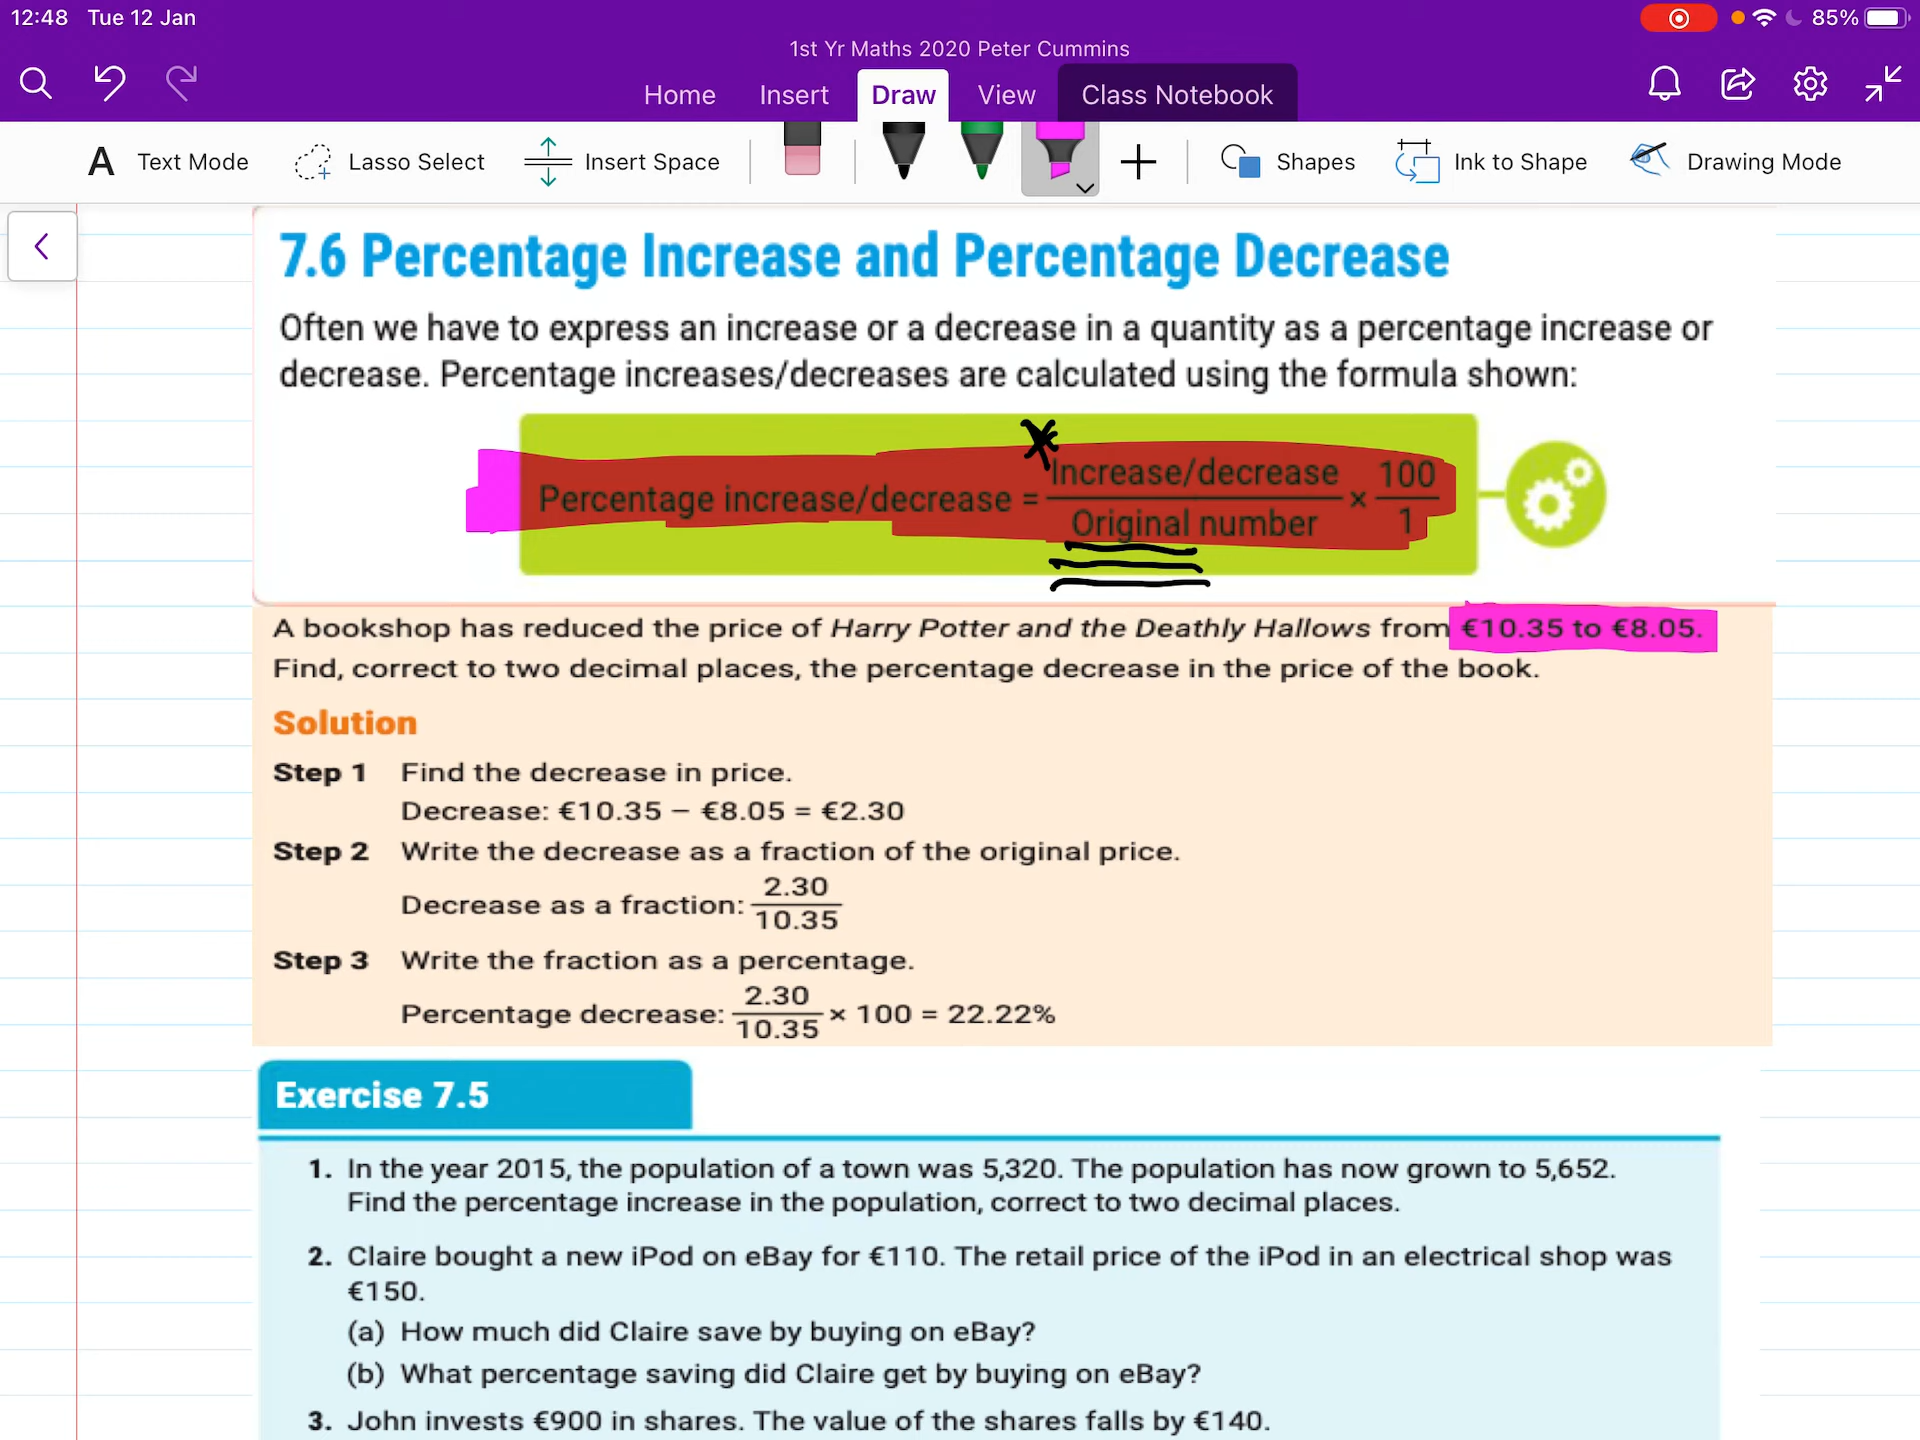 12:48 Tue 12 Jan
85%
1st Yr Maths 2020 Peter Cummins
Home Insert Draw View Class Notebook
A Text Mode Lasso Select Insert Space Shapes Ink to Shape Drawing Mode
7.6 Percentage Increase and Percentage Decrease
Often we have to express an increase or a decrease in a quantity as a percentage increase or
decrease. Percentage increases/decreases are calculated using the formula shown:
Percentage increase/decrease = Increase/decrease / Original number × 100 / 1
A bookshop has reduced the price of Harry Potter and the Deathly Hallows from €10.35 to €8.05.
Find, correct to two decimal places, the percentage decrease in the price of the book.
Solution
Step 1 Find the decrease in price.
Decrease: €10.35 − €8.05 = €2.30
Step 2 Write the decrease as a fraction of the original price.
Decrease as a fraction: 2.30 / 10.35
Step 3 Write the fraction as a percentage.
Percentage decrease: 2.30 / 10.35 × 100 = 22.22%
Exercise 7.5
1. In the year 2015, the population of a town was 5,320. The population has now grown to 5,652.
Find the percentage increase in the population, correct to two decimal places.
2. Claire bought a new iPod on eBay for €110. The retail price of the iPod in an electrical shop was
€150.
(a) How much did Claire save by buying on eBay?
(b) What percentage saving did Claire get by buying on eBay?
3. John invests €900 in shares. The value of the shares falls by €140.